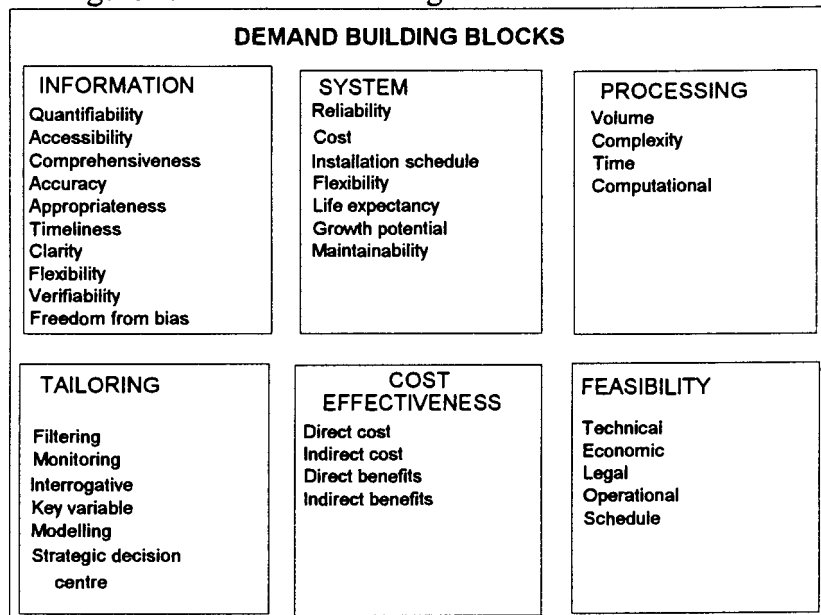 DEMAND BUILDING BLOCKS
INFORMATION
Quantifiability
Accessibility
Comprehensiveness
Accuracy
Appropriateness
Timeliness
Clarity
Flexibility
Verifiability
Freedom from bias
SYSTEM
Reliability
Cost
Installation schedule
Flexibility
Life expectancy
Growth potential
Maintainability
PROCESSING
Volume
Complexity
Time
Computational
TAILORING
Filtering
Monitoring
Interrogative
Key variable
Modelling
Strategic decision
centre
COST
EFFECTIVENESS
Direct cost
Indirect cost
Direct benefits
Indirect benefits
FEASIBILITY
Technical
Economic
Legal
Operational
Schedule